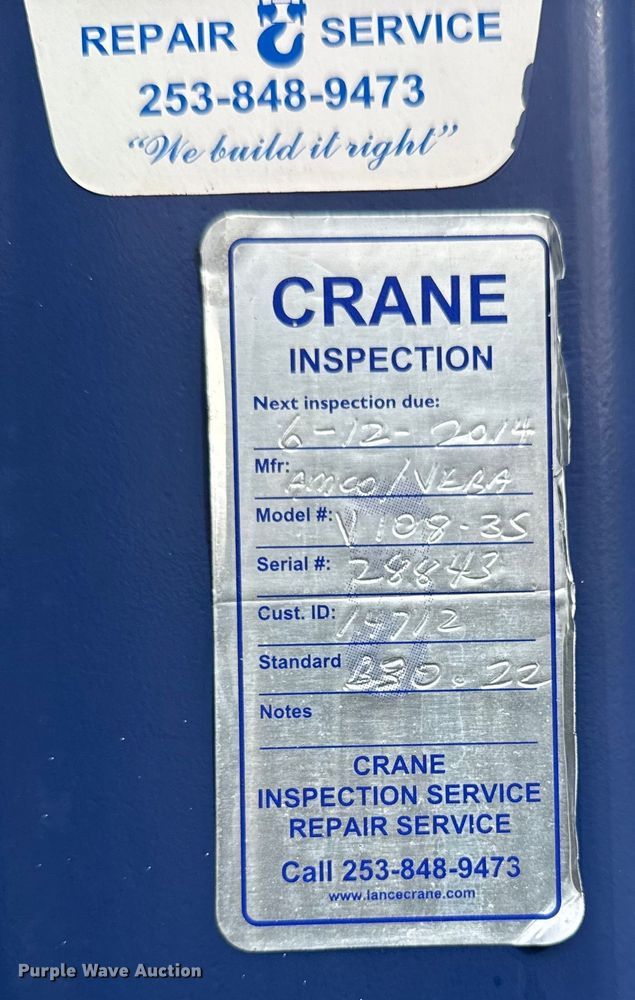 REPAIR SERVICE
253-848-9473
"We build it right"
CRANE
INSPECTION
Next inspection due:
6-12-2014
Mfr: AMCO/VEBA
Model #: V108-3S
Serial #: 28843
Cust. ID: 14712
Standard B30.22
Notes
CRANE
INSPECTION SERVICE
REPAIR SERVICE
Call 253-848-9473
www.lancecrane.com
Purple Wave Auction